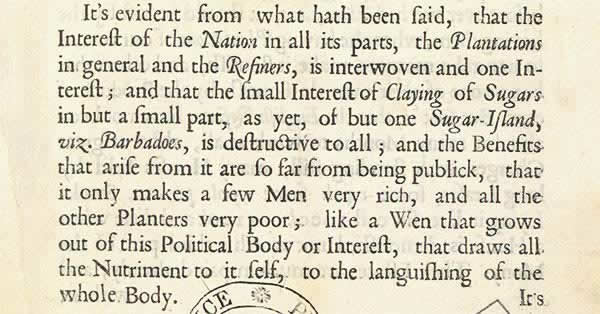 It's evident from what hath been ſaid, that the
Intereſt of the Nation in all its parts, the Plantations
in general and the Refiners, is interwoven and one In-
tereſt; and that the ſmall Intereſt of Claying of Sugars
in but a ſmall part, as yet, of but one Sugar-Iſland,
viz. Barbadoes, is deſtructive to all; and the Benefits
that ariſe from it are ſo far from being publick, that
it only makes a few Men very rich, and all the
other Planters very poor; like a Wen that grows
out of this Political Body or Intereſt, that draws all
the Nutriment to it ſelf, to the languiſhing of the
whole Body.
It's
ICE P